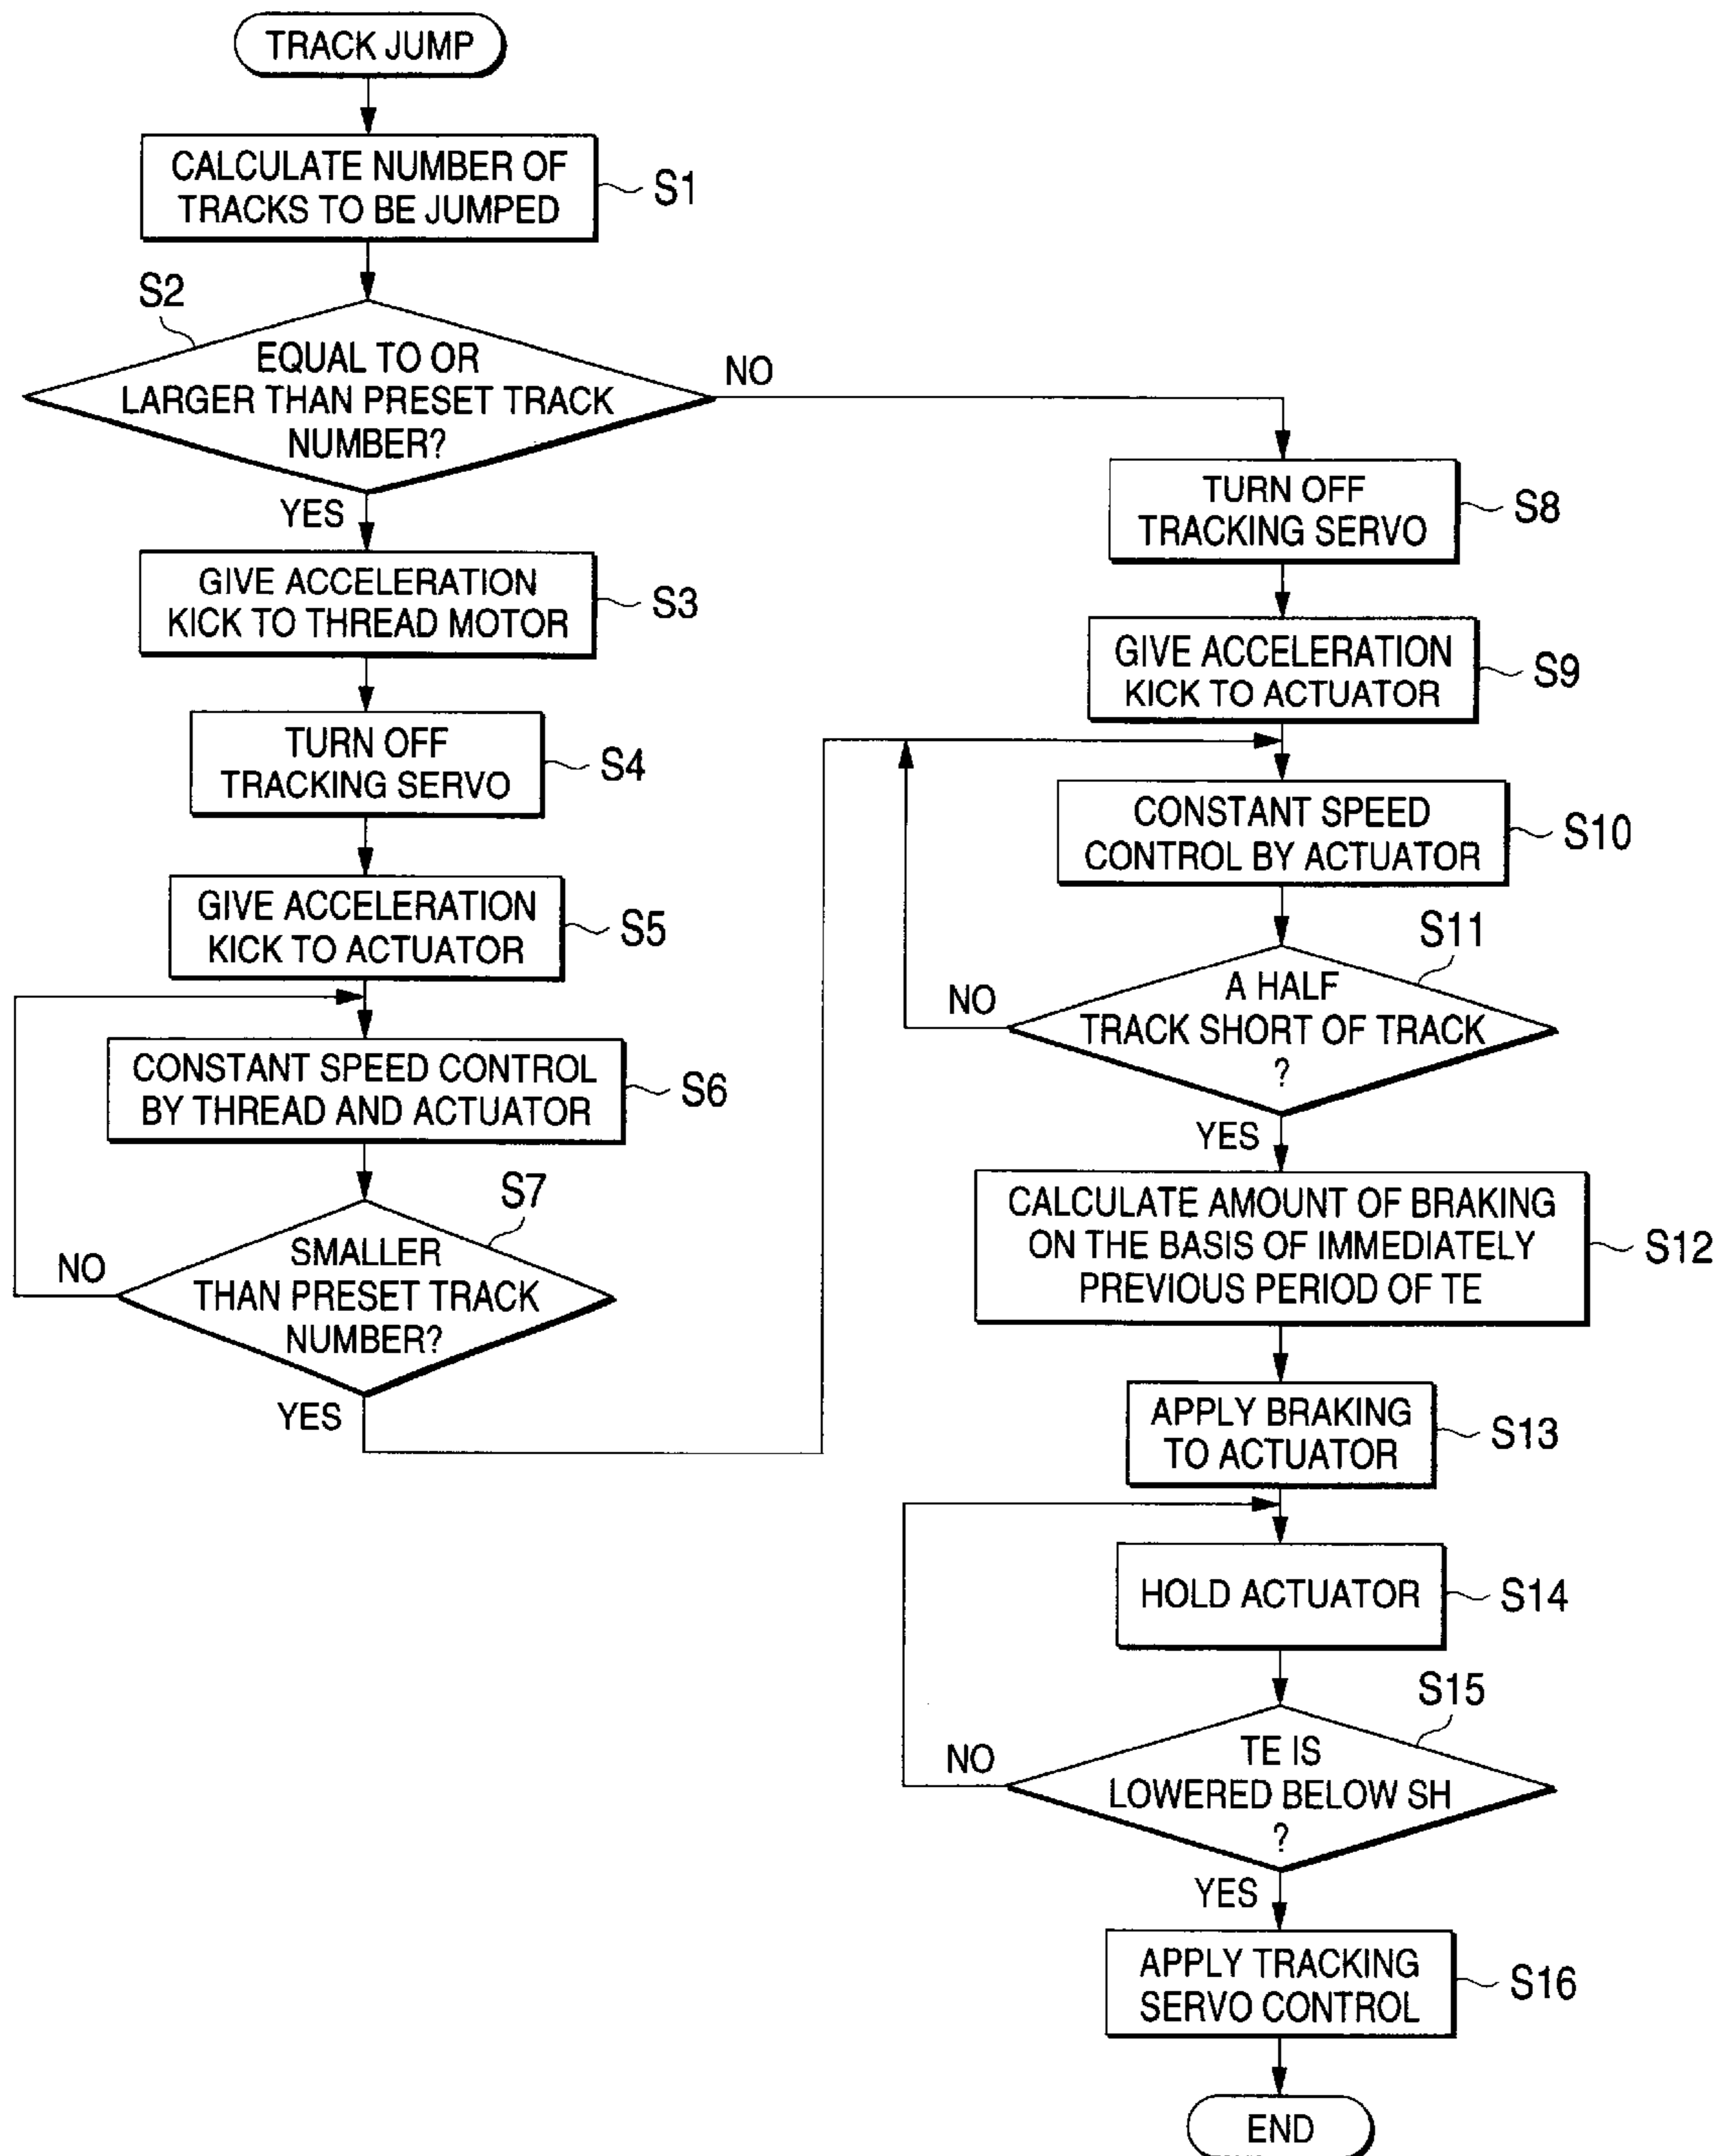 TRACK JUMP
CALCULATE NUMBER OF
TRACKS TO BE JUMPED
S1
S2
EQUAL TO OR
LARGER THAN PRESET TRACK
NUMBER?
NO
YES
GIVE ACCELERATION
KICK TO THREAD MOTOR
S3
TURN OFF
TRACKING SERVO
S4
GIVE ACCELERATION
KICK TO ACTUATOR
S5
CONSTANT SPEED CONTROL
BY THREAD AND ACTUATOR
S6
S7
SMALLER
THAN PRESET TRACK
NUMBER?
NO
YES
TURN OFF
TRACKING SERVO
S8
GIVE ACCELERATION
KICK TO ACTUATOR
S9
CONSTANT SPEED
CONTROL BY ACTUATOR
S10
S11
A HALF
TRACK SHORT OF TRACK
?
NO
YES
CALCULATE AMOUNT OF BRAKING
ON THE BASIS OF IMMEDIATELY
PREVIOUS PERIOD OF TE
S12
APPLY BRAKING
TO ACTUATOR
S13
HOLD ACTUATOR
S14
S15
TE IS
LOWERED BELOW SH
?
NO
YES
APPLY TRACKING
SERVO CONTROL
S16
END